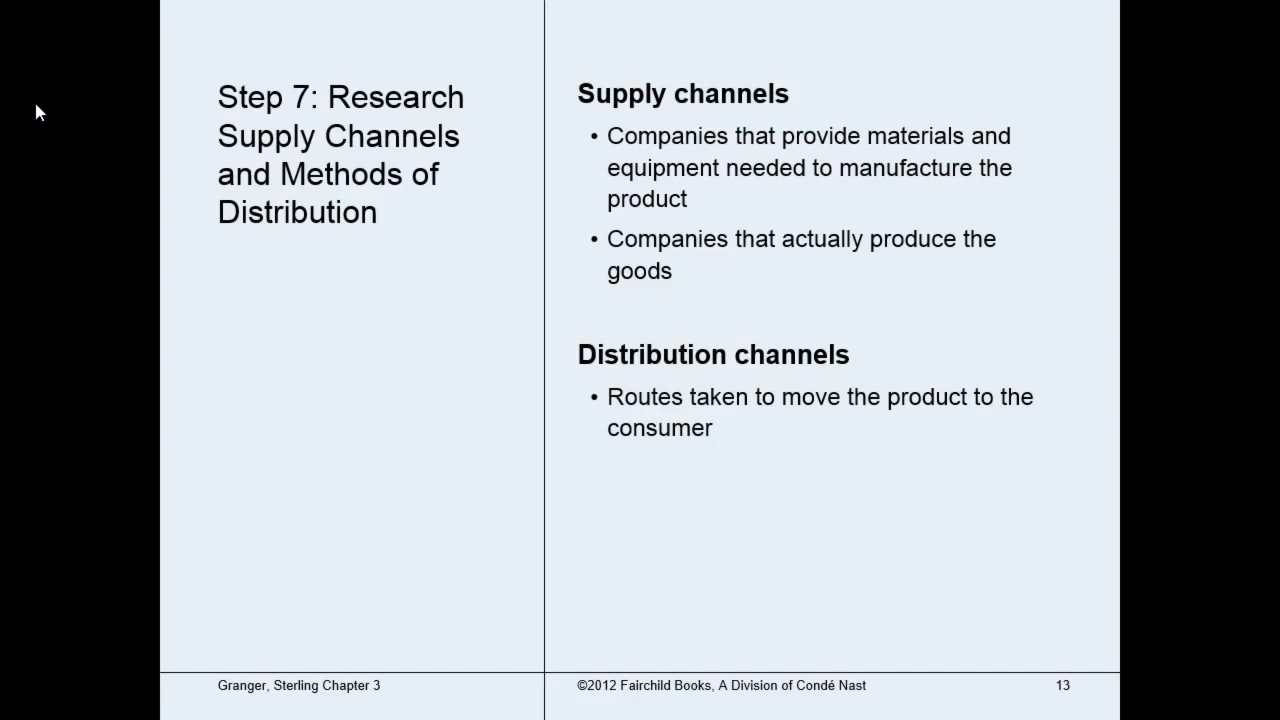 Step 7: Research
Supply Channels
and Methods of
Distribution
Supply channels
• Companies that provide materials and
equipment needed to manufacture the
product
• Companies that actually produce the
goods
Distribution channels
• Routes taken to move the product to the
consumer
Granger, Sterling Chapter 3
©2012 Fairchild Books, A Division of Condé Nast
13